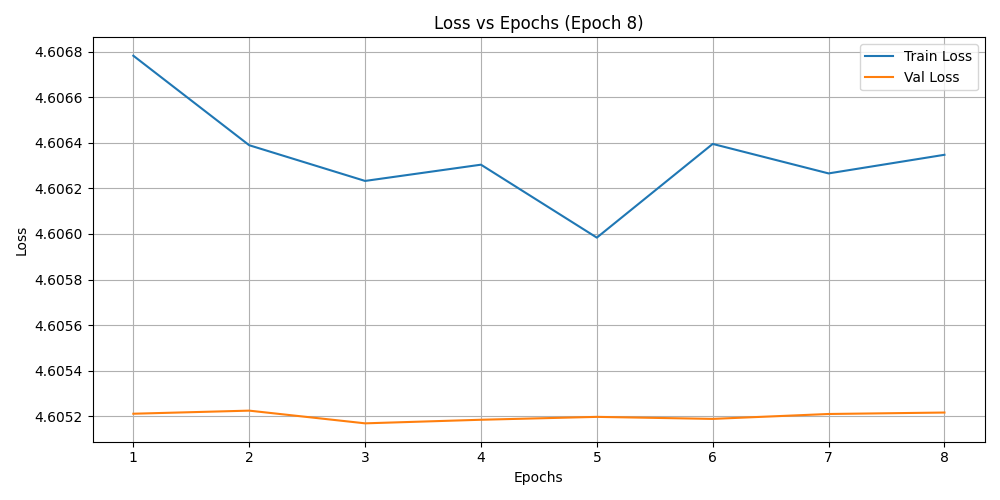 Loss vs Epochs (Epoch 8)
Train Loss
Val Loss
4.6068
4.6066
4.6064
4.6062
4.6060
4.6058
4.6056
4.6054
4.6052
Loss
1 2 3 4 5 6 7 8
Epochs